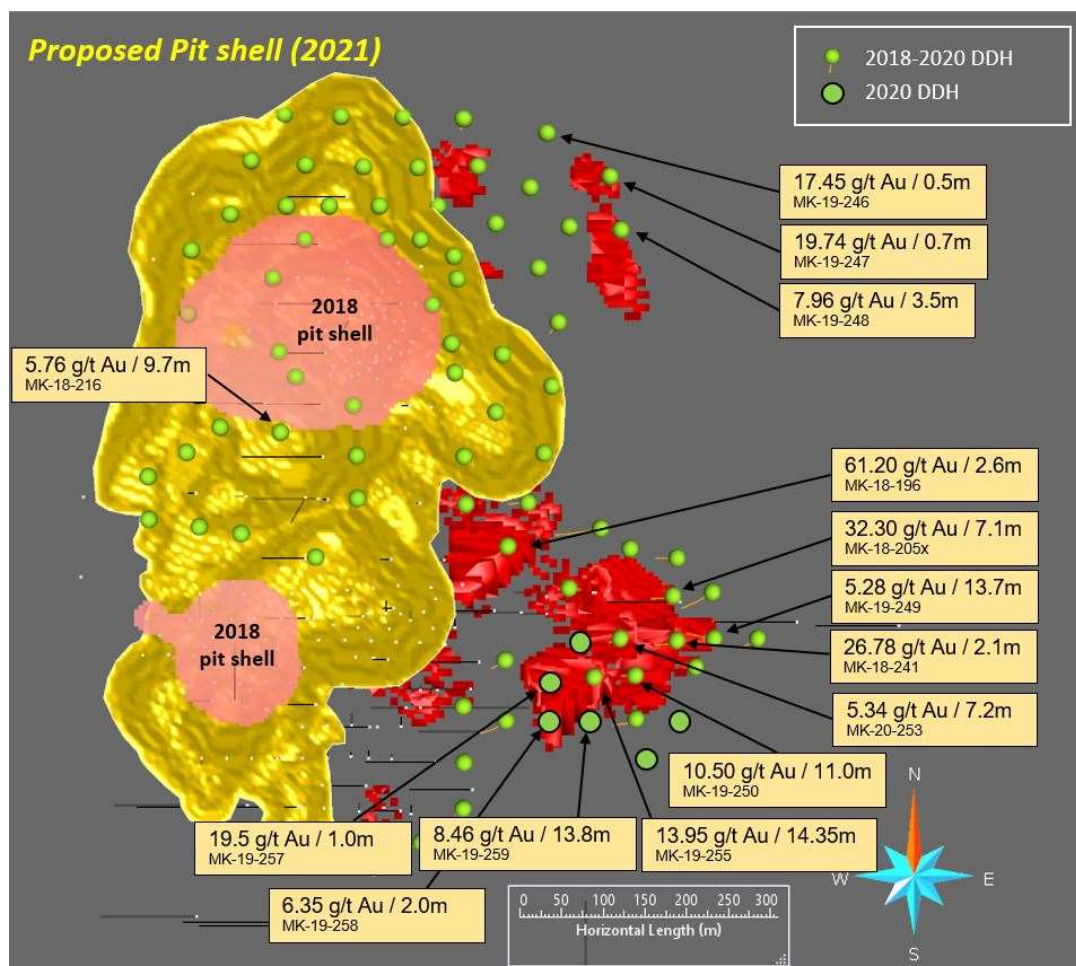 Proposed Pit shell (2021)
2018-2020 DDH
2020 DDH
17.45 g/t Au / 0.5m
MK-19-246
19.74 g/t Au / 0.7m
MK-19-247
7.96 g/t Au / 3.5m
MK-19-248
2018
pit shell
5.76 g/t Au / 9.7m
MK-18-216
61.20 g/t Au / 2.6m
MK-18-196
32.30 g/t Au / 7.1m
MK-18-205x
5.28 g/t Au / 13.7m
MK-19-249
2018
pit shell
26.78 g/t Au / 2.1m
MK-18-241
5.34 g/t Au / 7.2m
MK-20-253
10.50 g/t Au / 11.0m
MK-19-250
19.5 g/t Au / 1.0m
MK-19-257
8.46 g/t Au / 13.8m
MK-19-259
13.95 g/t Au / 14.35m
MK-19-255
6.35 g/t Au / 2.0m
MK-19-258
0 50 100 150 200 250 300
Horizontal Length (m)
N
W
E
S